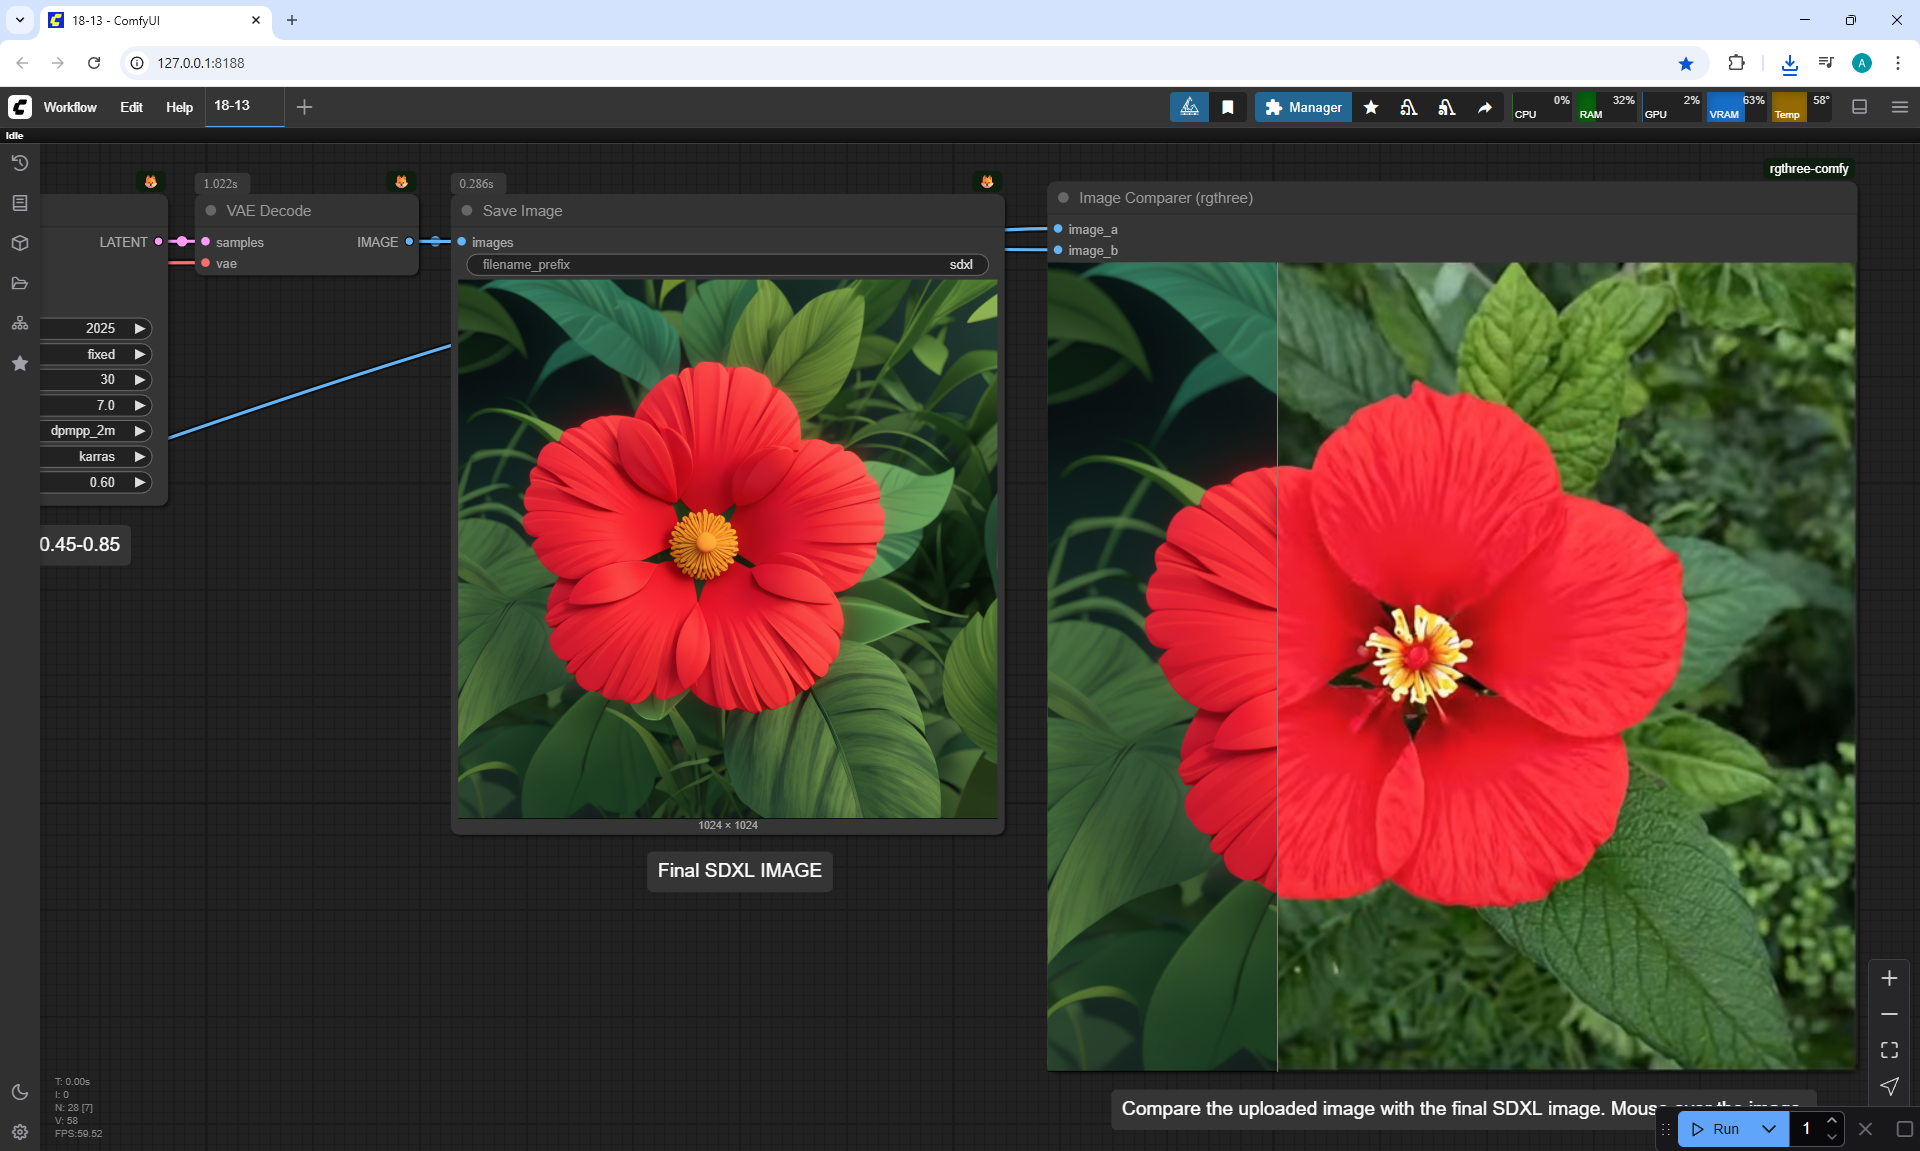 18-13 - ComfyUI
127.0.0.1:8188
A
Workflow Edit Help 18-13
Manager
CPU 0% RAM 32% GPU 2% VRAM 63% Temp 58°
Idle
rgthree-comfy
1.022s
0.286s
VAE Decode
Save Image
Image Comparer (rgthree)
LATENT
samples
IMAGE
images
image_a
vae
image_b
filename_prefix sdxl
2025
fixed
30
7.0
dpmpp_2m
karras
0.60
0.45-0.85
1024 × 1024
Final SDXL IMAGE
T: 0.00s
I: 0
N: 28 [7]
V: 58
FPS:59.52
Compare the uploaded image with the final SDXL image. Mouse over the image
Run 1